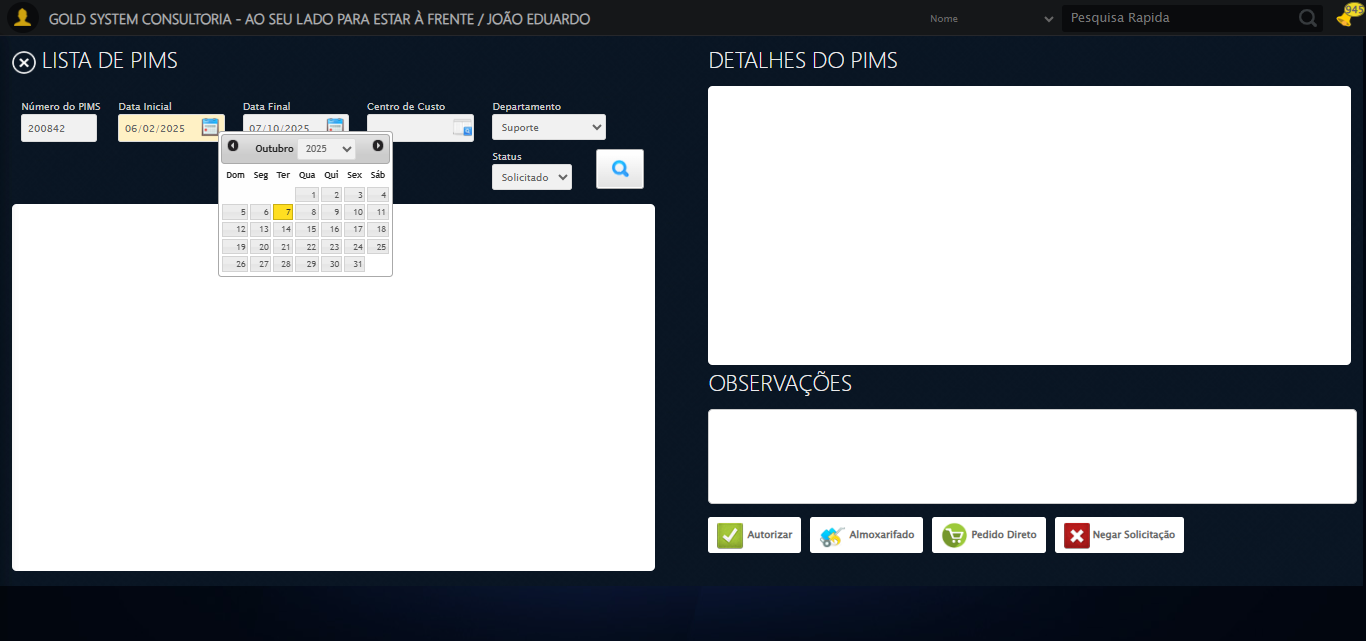 GOLD SYSTEM CONSULTORIA - AO SEU LADO PARA ESTAR À FRENTE / JOÃO EDUARDO
Nome
Pesquisa Rapida
945
LISTA DE PIMS
Número do PIMS
Data Inicial
Data Final
Centro de Custo
Departamento
200842
06/02/2025
07/10/2025
Suporte
Status
Solicitado
Outubro 2025
Dom Seg Ter Qua Qui Sex Sáb
1 2 3 4
5 6 7 8 9 10 11
12 13 14 15 16 17 18
19 20 21 22 23 24 25
26 27 28 29 30 31
DETALHES DO PIMS
OBSERVAÇÕES
Autorizar
Almoxarifado
Pedido Direto
Negar Solicitação